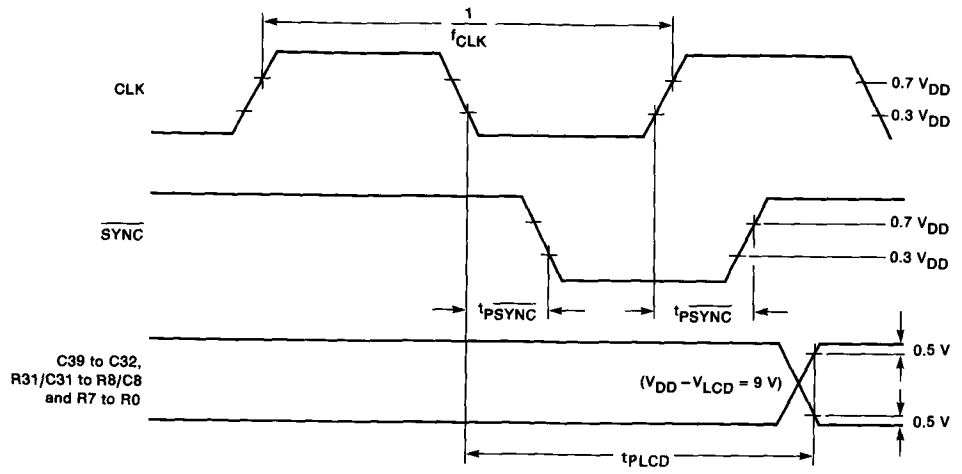 1
fCLK
CLK
0.7 VDD
0.3 VDD
SYNC
0.7 VDD
0.3 VDD
tPSYNC
tPSYNC
C39 to C32,
R31/C31 to R8/C8
and R7 to R0
(VDD – VLCD = 9 V)
0.5 V
0.5 V
tPLCD